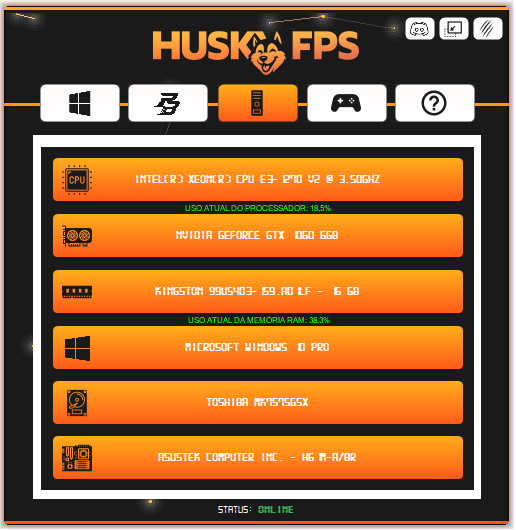 HUSKY FPS
CPU
INTEL(R) XEON(R) CPU E3-1270 V2 @ 3.50GHZ
USO ATUAL DO PROCESSADOR: 18,5%
NVIDIA GEFORCE GTX 1060 6GB
KINGSTON 99U5403-159.A01LF - 16 GB
USO ATUAL DA MEMÓRIA RAM: 38,3%
MICROSOFT WINDOWS 10 PRO
TOSHIBA MK7575GSX
ASUSTEK COMPUTER INC. - H61M-A/BR
STATUS: ONLINE